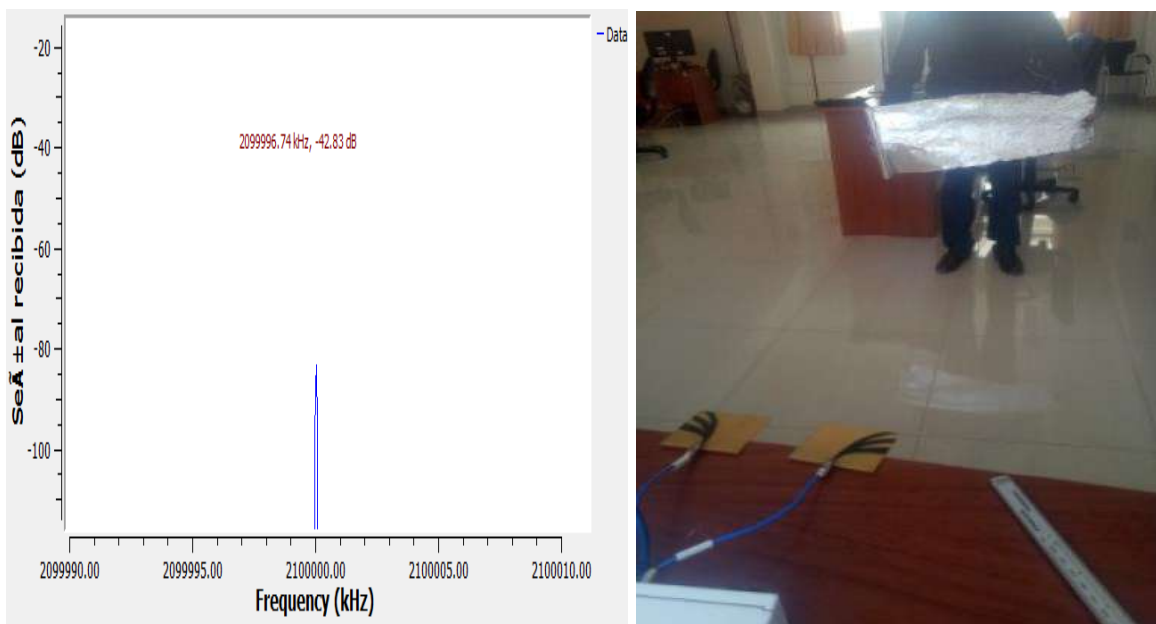 -20
-40
-60
-80
-100
Data
2099996.74 kHz, -42.83 dB
SeÃ±al recibida (dB)
2099990.00 2099995.00 2100000.00 2100005.00 2100010.00
Frequency (kHz)